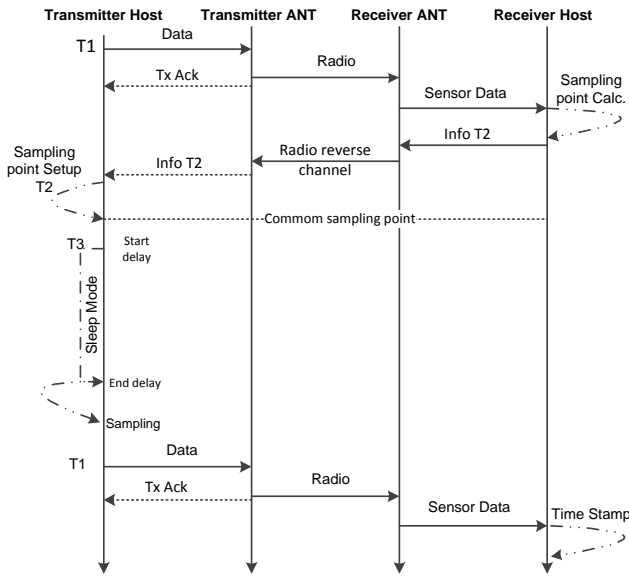 Transmitter Host Transmitter ANT Receiver ANT Receiver Host
T1
Data
Radio
Tx Ack
Sampling
point Calc.
Sensor Data
Info T2
Sampling
point Setup
T2
Info T2
Radio reverse
channel
Commom sampling point
T3
Start
delay
Sleep Mode
End delay
Sampling
T1
Data
Radio
Tx Ack
Sensor Data
Time Stamp